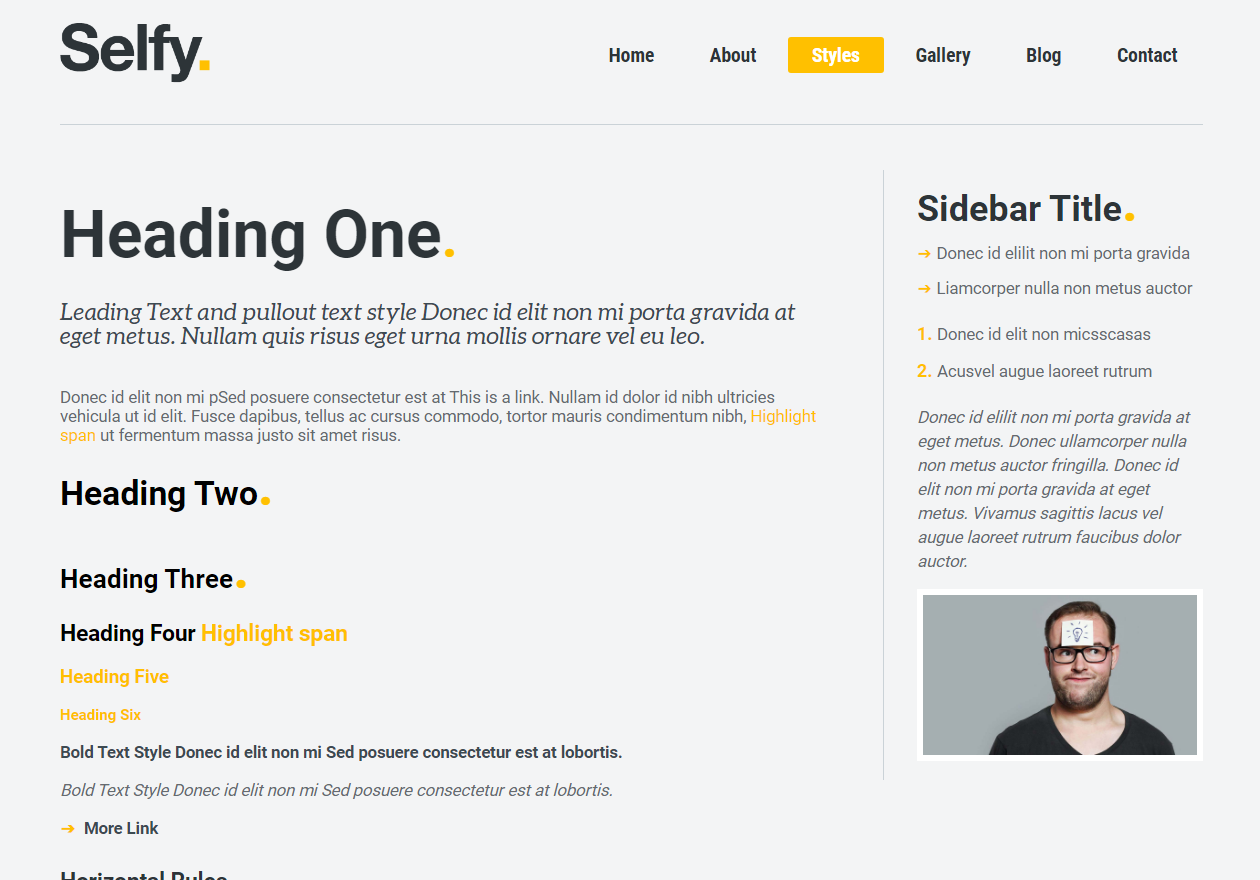 Selfy.
Home About Styles Gallery Blog Contact
Heading One.
Leading Text and pullout text style Donec id elit non mi porta gravida at
eget metus. Nullam quis risus eget urna mollis ornare vel eu leo.
Donec id elit non mi pSed posuere consectetur est at This is a link. Nullam id dolor id nibh ultricies
vehicula ut id elit. Fusce dapibus, tellus ac cursus commodo, tortor mauris condimentum nibh, Highlight
span ut fermentum massa justo sit amet risus.
Heading Two.
Heading Three.
Heading Four Highlight span
Heading Five
Heading Six
Bold Text Style Donec id elit non mi Sed posuere consectetur est at lobortis.
Bold Text Style Donec id elit non mi Sed posuere consectetur est at lobortis.
➔ More Link
Horizontal Rules
Sidebar Title.
➔ Donec id elilit non mi porta gravida
➔ Liamcorper nulla non metus auctor
1. Donec id elit non micsscasas
2. Acusvel augue laoreet rutrum
Donec id elilit non mi porta gravida at
eget metus. Donec ullamcorper nulla
non metus auctor fringilla. Donec id
elit non mi porta gravida at eget
metus. Vivamus sagittis lacus vel
augue laoreet rutrum faucibus dolor
auctor.